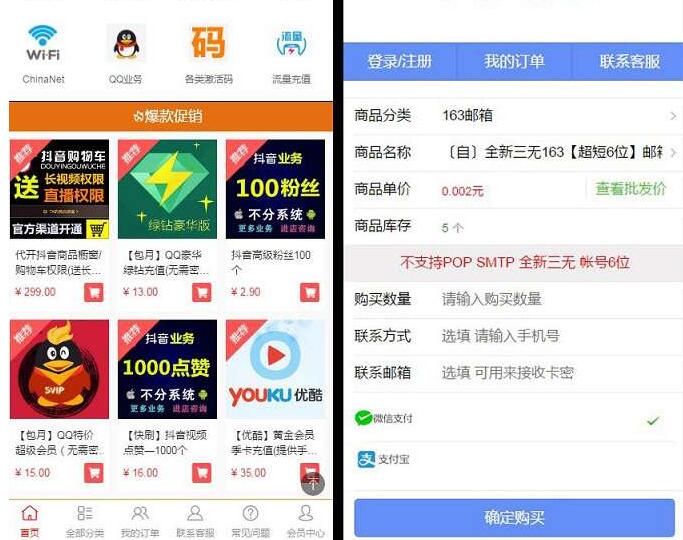 Wi-Fi
码
流量
ChinaNet
QQ业务
各类激活码
流量充值
爆款促销
推荐
抖音购物车
DOUYINGOUWUCHE
送
长视频权限
直播权限
官方渠道开通
推荐
绿钻豪华版
推荐
抖音业务
100粉丝
不分系统
更多业务 进店咨询
代开抖音商品橱窗/
购物车权限(送长...
¥ 299.00
【包月】QQ豪华
绿钻充值(无需密...
¥ 13.00
抖音高级粉丝100
个
¥ 2.90
推荐
SVIP
推荐
抖音业务
1000点赞
不分系统
更多业务 进店咨询
推荐
YOUKU优酷
【包月】QQ特价
超级会员（无需密...
¥ 15.00
【快刷】抖音视频
点赞—1000个
¥ 16.00
【优酷】黄金会员
季卡充值(提供手...
¥ 35.00
首页
全部分类
我的订单
联系客服
常见问题
会员中心
登录/注册
我的订单
联系客服
商品分类
163邮箱
商品名称
〔自〕全新三无163【超短6位】邮箱
商品单价
0.002元
查看批发价
商品库存
5 个
不支持POP SMTP 全新三无 帐号6位
购买数量
请输入购买数量
联系方式
选填 请输入手机号
联系邮箱
选填 可用来接收卡密
微信支付
支付宝
确定购买